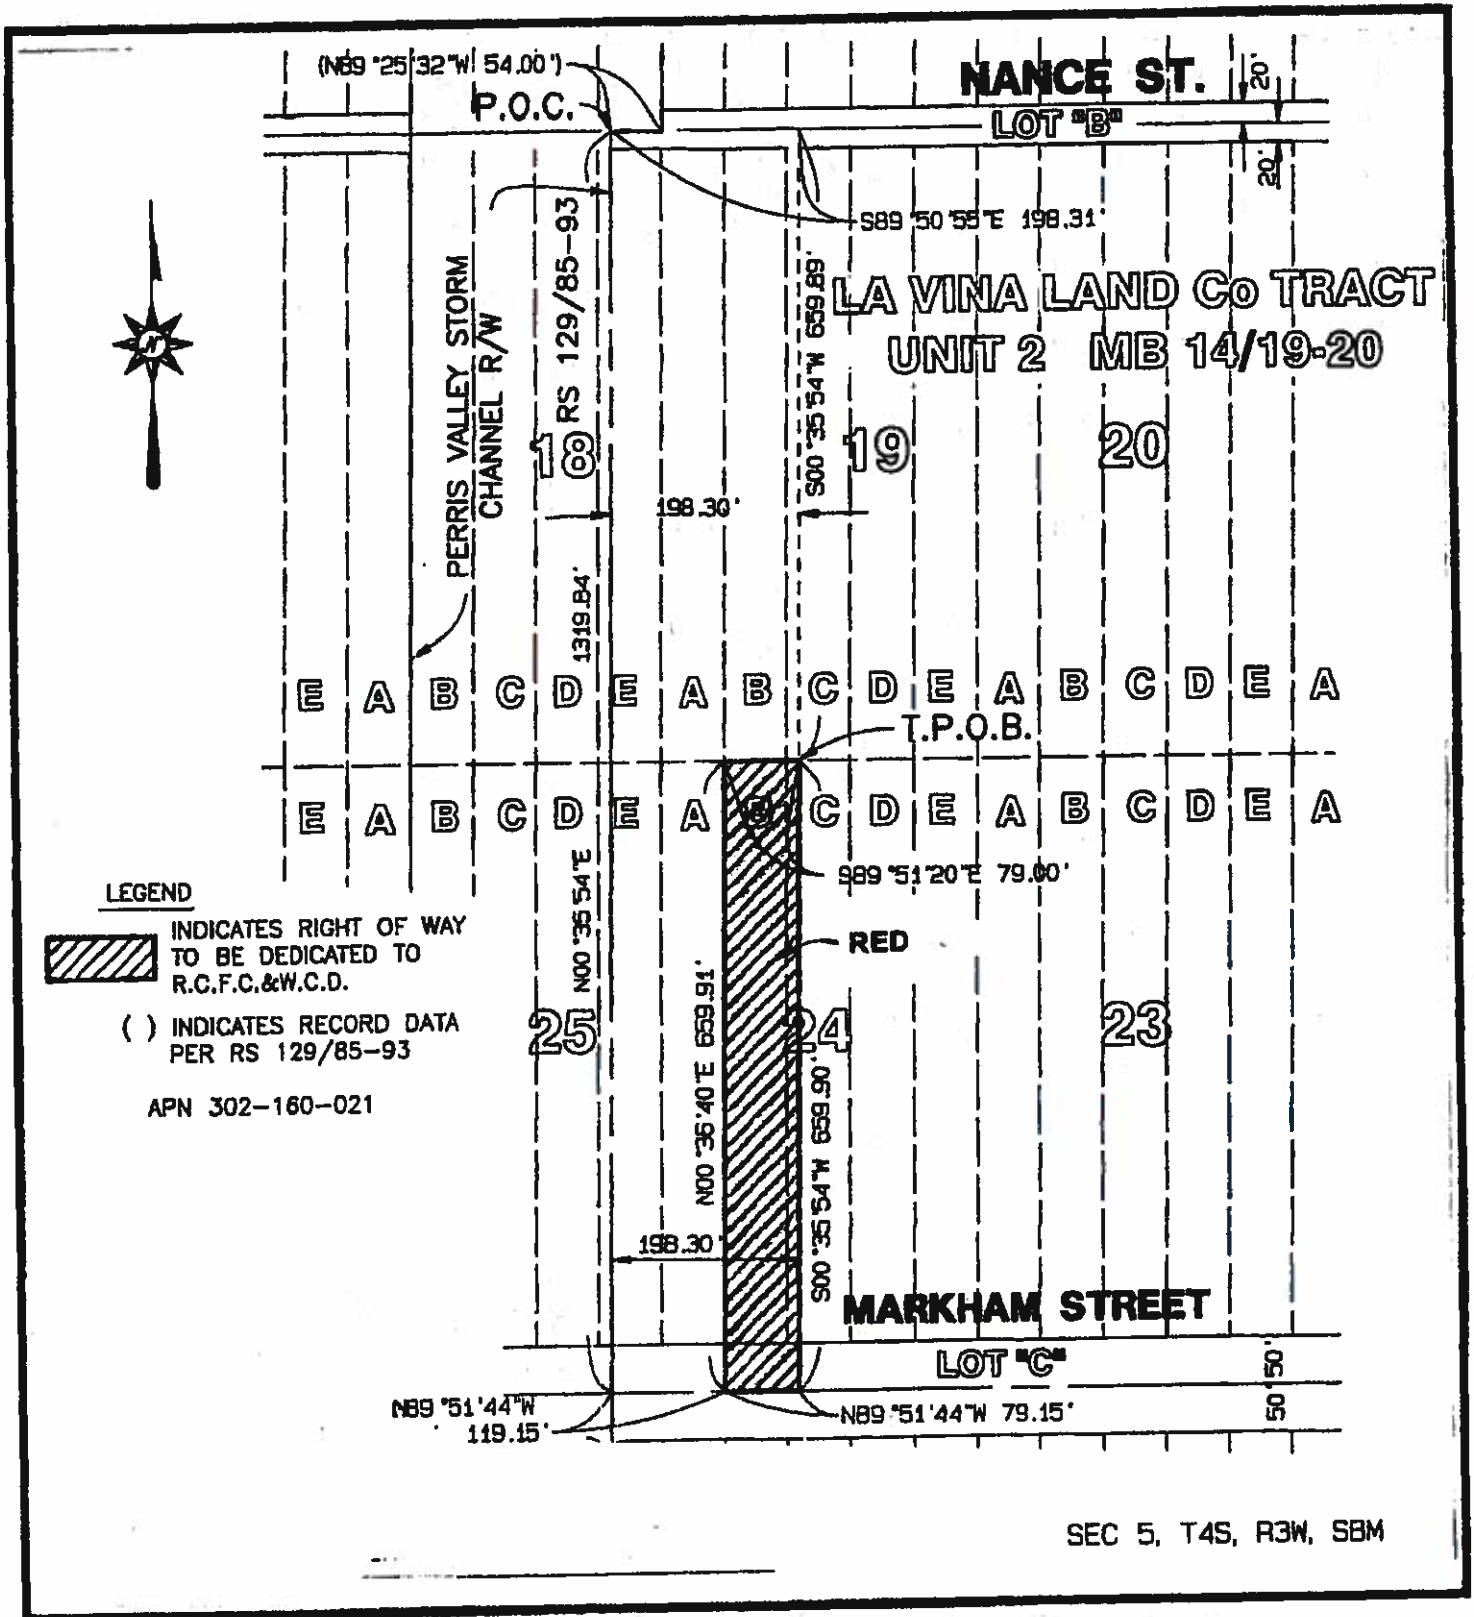 (N89°25'32"W 54.00')
P.O.C.
NANCE ST.
LOT "B"
20'
20'
S89°50'55"E 198.31'
PERRIS VALLEY STORM
CHANNEL R/W
RS 129/85-93
S00°35'54"W 659.89'
LA VINA LAND Co TRACT
UNIT 2 MB 14/19-20
N
18
19
20
198.30'
1319.84'
E A B C D E A B C D E A B C D E A
T.P.O.B.
E A B C D E A B C D E A B C D E A
S89°51'20"E 79.00'
N00°35'54"E
LEGEND
INDICATES RIGHT OF WAY
TO BE DEDICATED TO
R.C.F.C.&W.C.D.
( ) INDICATES RECORD DATA
PER RS 129/85-93
APN 302-160-021
RED
25
24
23
N00°36'40"E 659.91'
S00°35'54"W 659.90'
198.30'
MARKHAM STREET
LOT "C"
50'
50'
N89°51'44"W
119.15'
N89°51'44"W 79.15'
SEC 5, T4S, R3W, SBM